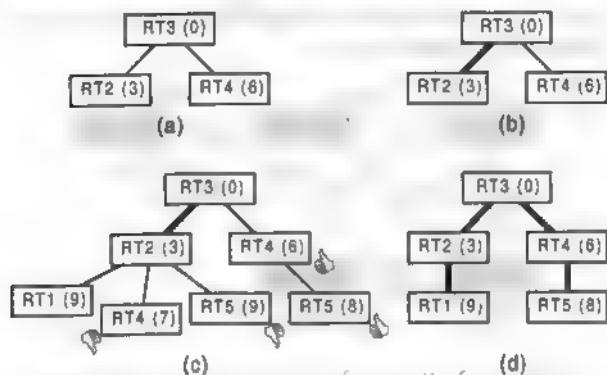 RT3 (0)
RT2 (3) RT4 (6)
(a)
RT3 (0)
RT2 (3) RT4 (6)
(b)
RT3 (0)
RT2 (3) RT4 (6)
RT1 (9) RT4 (7) RT5 (9) RT5 (8)
(c)
RT3 (0)
RT2 (3) RT4 (6)
RT1 (9) RT5 (8)
(d)